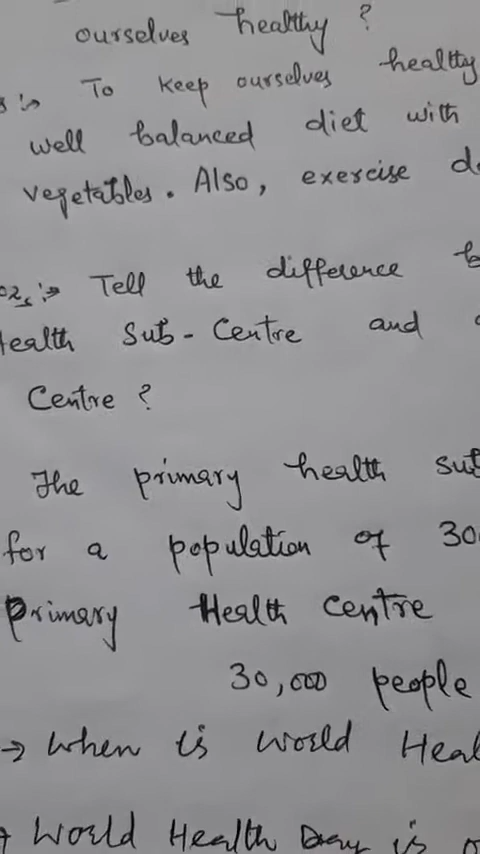 ourselves healthy?
To keep ourselves healthy
well balanced diet with
vegetables. Also, exercise
Tell the difference
Health Sub-Centre and
Centre?
The primary health
for a population of
Primary Health Centre
30,000 people
→ When is World
World Health Day is